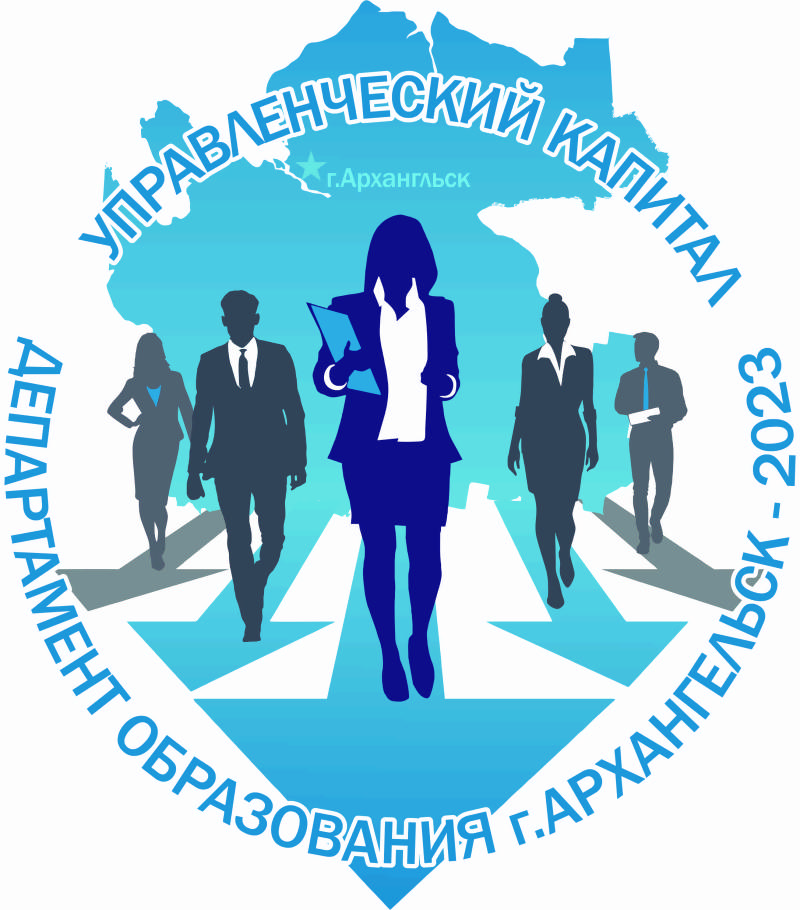 УПРАВЛЕНЧЕСКИЙ КАПИТАЛ
г.Архангльск
ДЕПАРТАМЕНТ ОБРАЗОВАНИЯ г.АРХАНГЕЛЬСК - 2023